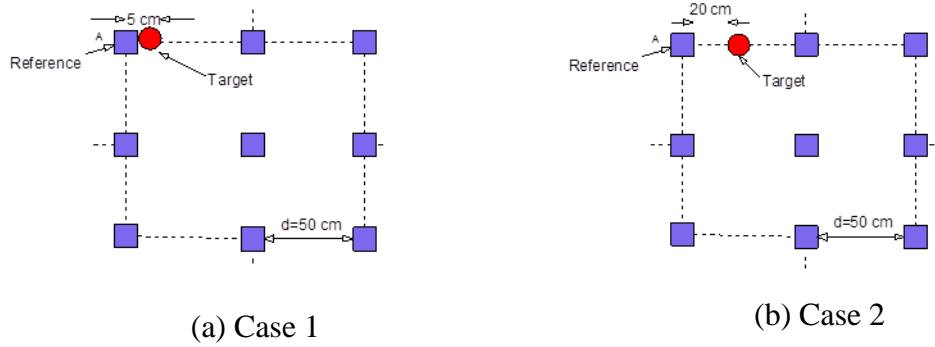 5 cm
A
Reference
Target
d=50 cm
(a) Case 1
20 cm
A
Reference
Target
d=50 cm
(b) Case 2